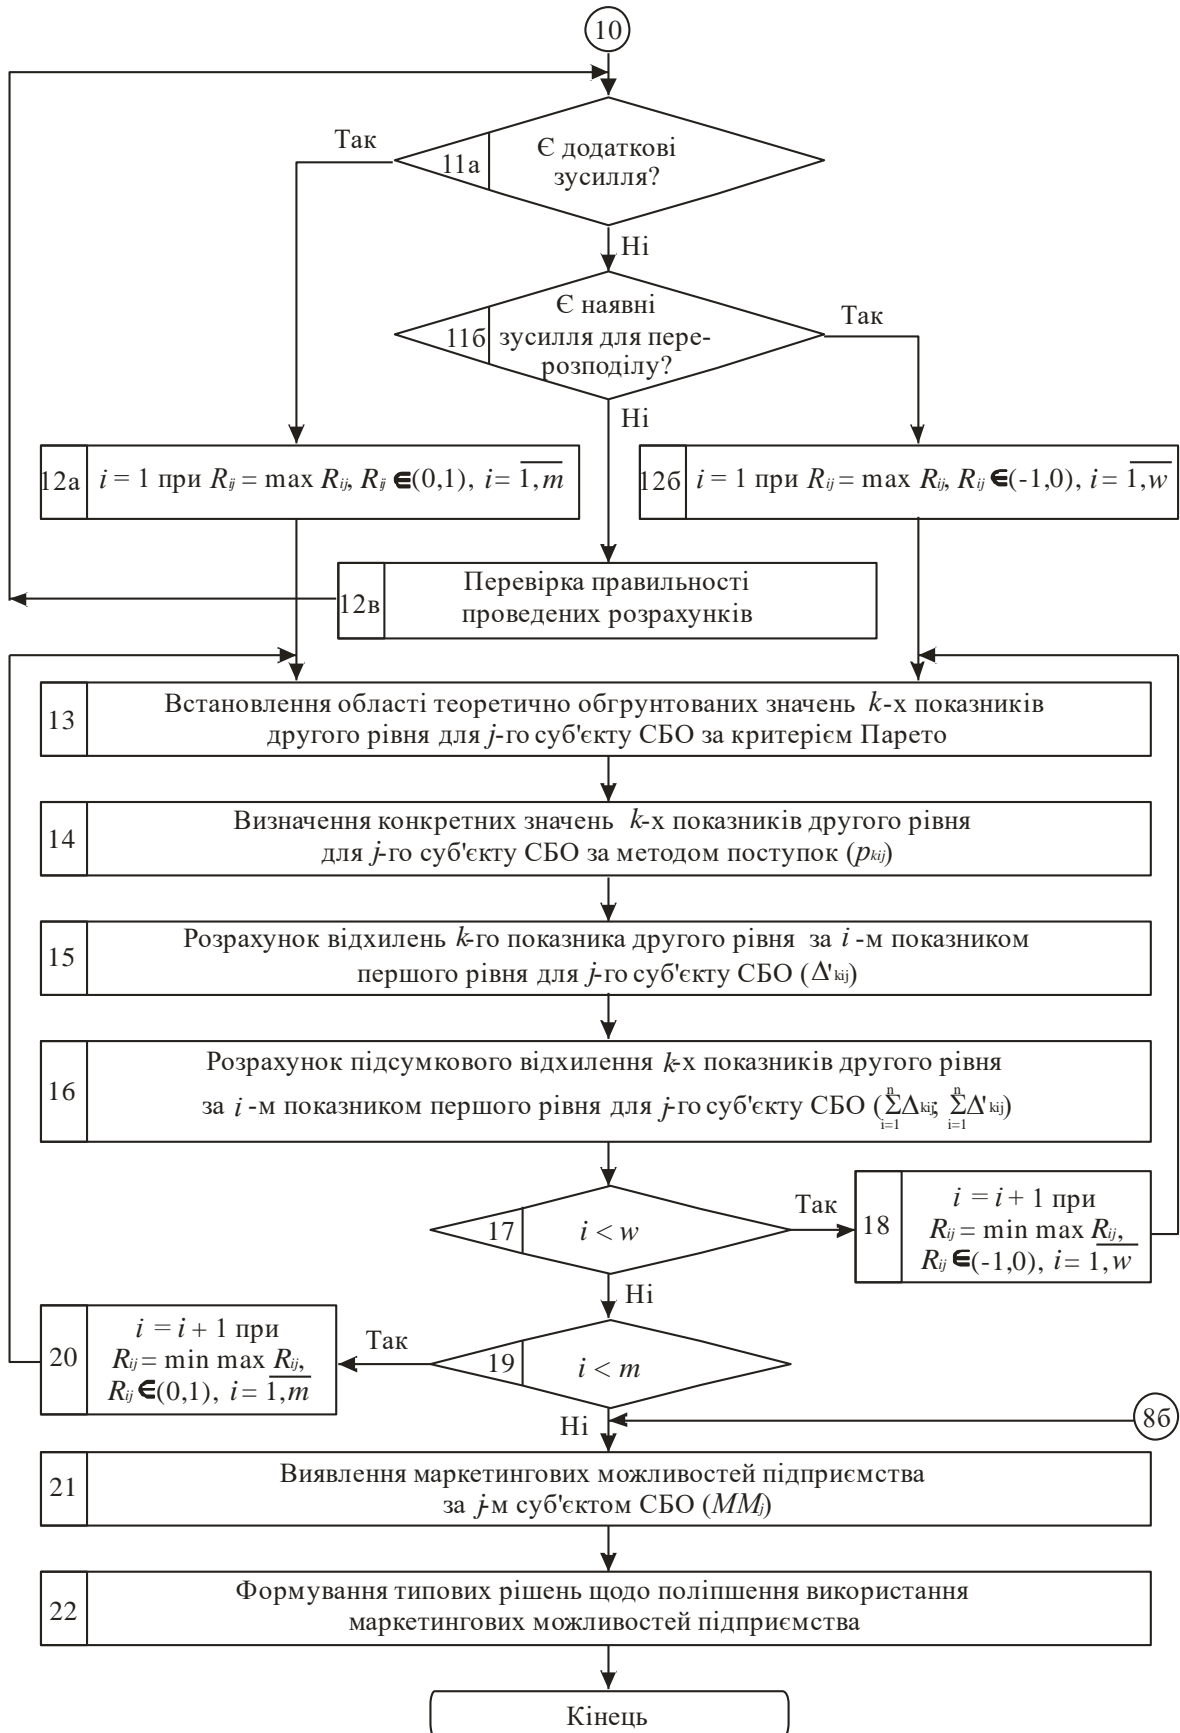 10
Так
11а
Є додаткові
зусилля?
Ні
11б
Є наявні
зусилля для пере-
розподілу?
Так
Ні
12а
i = 1 при Rij = max Rij, Rij ∈(0,1), i = 1,m
12б
i = 1 при Rij = max Rij, Rij ∈(-1,0), i = 1,w
12в
Перевірка правильності
проведених розрахунків
13
Встановлення області теоретично обгрунтованих значень k-х показників
другого рівня для j-го суб'єкту СБО за критерієм Парето
14
Визначення конкретних значень k-х показників другого рівня
для j-го суб'єкту СБО за методом поступок (pkij)
15
Розрахунок відхилень k-го показника другого рівня за i -м показником
першого рівня для j-го суб'єкту СБО (Δ'kij)
16
Розрахунок підсумкового відхилення k-х показників другого рівня
за i -м показником першого рівня для j-го суб'єкту СБО (n Σ i=1 Δkij; n Σ i=1 Δ'kij)
17
i < w
Так
18
i = i + 1 при
Rij = min max Rij,
Rij ∈(-1,0), i = 1,w
Ні
20
i = i + 1 при
Rij = min max Rij,
Rij ∈(0,1), i = 1,m
Так
19
i < m
Ні
8б
21
Виявлення маркетингових можливостей підприємства
за j-м суб'єктом СБО (MMj)
22
Формування типових рішень щодо поліпшення використання
маркетингових можливостей підприємства
Кінець